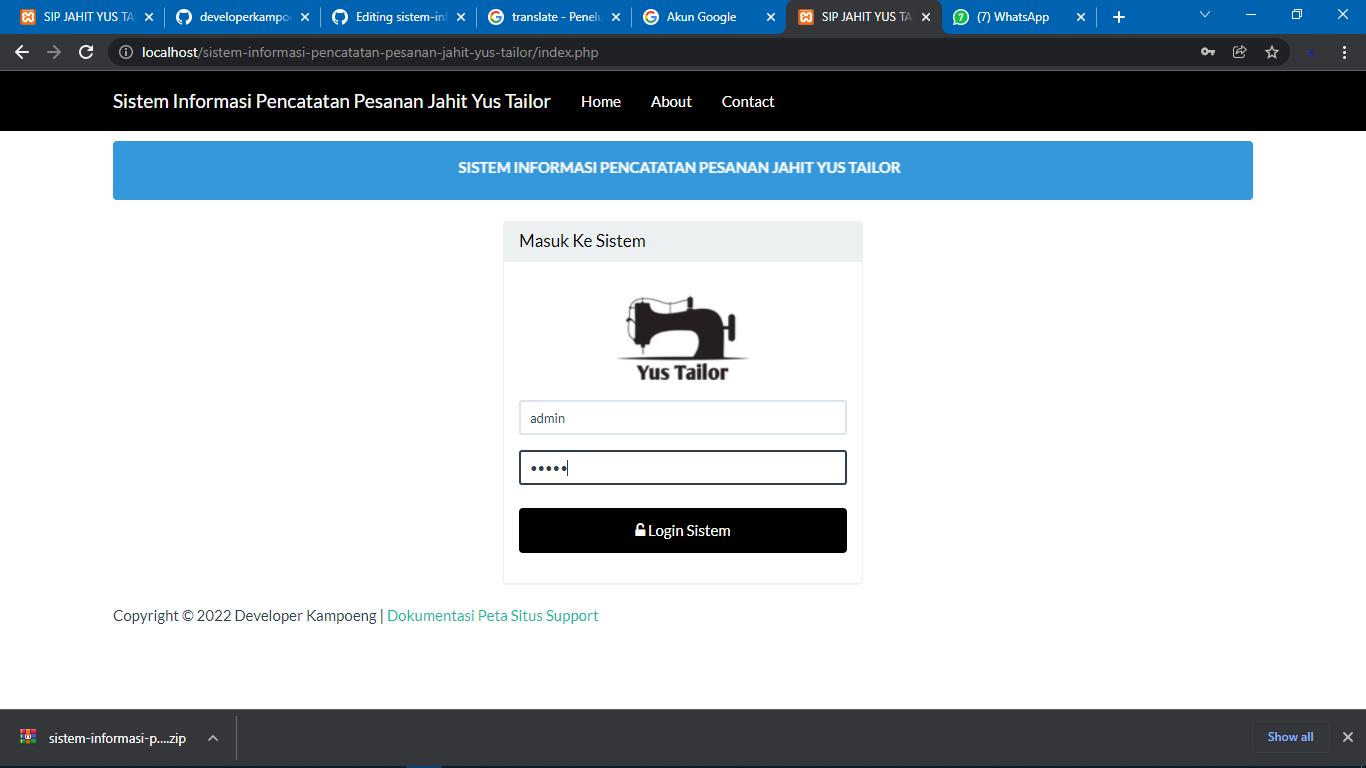 SIP JAHIT YUS TA
developerkampo
Editing sistem-in
translate - Penelu
Akun Google
SIP JAHIT YUS TA
7
(7) WhatsApp
localhost/sistem-informasi-pencatatan-pesanan-jahit-yus-tailor/index.php
Sistem Informasi Pencatatan Pesanan Jahit Yus Tailor
Home
About
Contact
SISTEM INFORMASI PENCATATAN PESANAN JAHIT YUS TAILOR
Masuk Ke Sistem
Yus Tailor
admin
•••••
Login Sistem
Copyright © 2022 Developer Kampoeng | Dokumentasi Peta Situs Support
sistem-informasi-p....zip
Show all